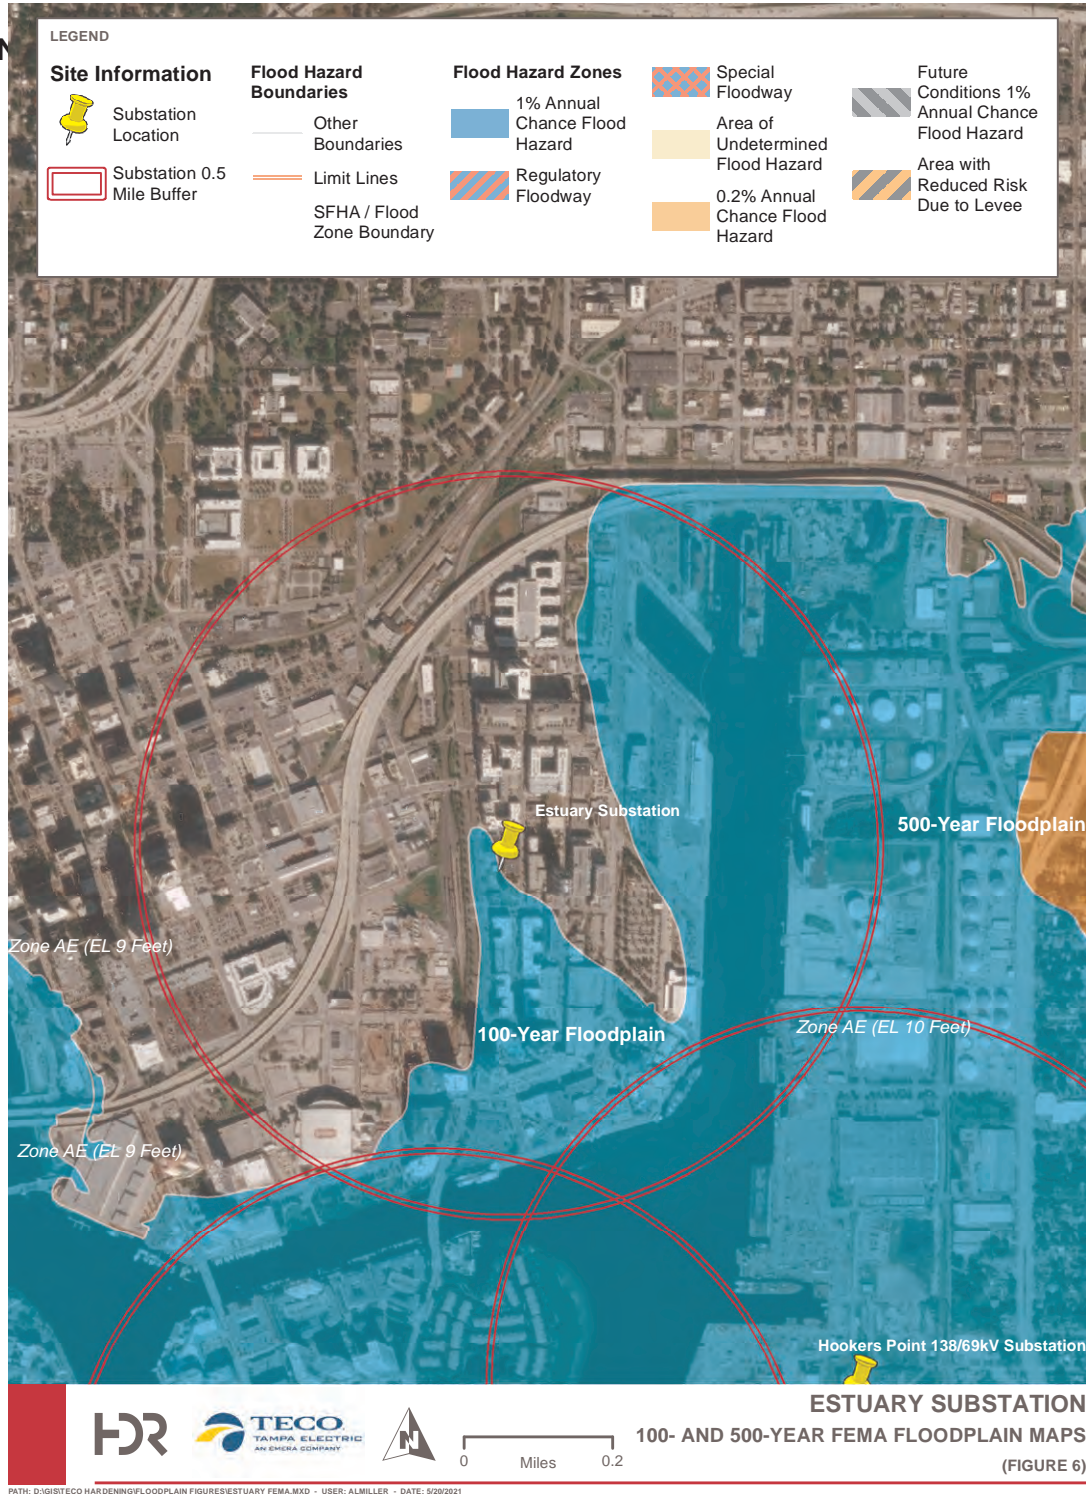 N
LEGEND
Site Information
Substation
Location
Substation 0.5
Mile Buffer
Flood Hazard
Boundaries
Other
Boundaries
Limit Lines
SFHA / Flood
Zone Boundary
Flood Hazard Zones
1% Annual
Chance Flood
Hazard
Regulatory
Floodway
Special
Floodway
Area of
Undetermined
Flood Hazard
0.2% Annual
Chance Flood
Hazard
Future
Conditions 1%
Annual Chance
Flood Hazard
Area with
Reduced Risk
Due to Levee
Estuary Substation
500-Year Floodplain
Zone AE (EL 9 Feet)
100-Year Floodplain
Zone AE (EL 10 Feet)
Zone AE (EL 9 Feet)
Hookers Point 138/69kV Substation
HDR
TECO
TAMPA ELECTRIC
AN EMERA COMPANY
N
0 Miles 0.2
ESTUARY SUBSTATION
100- AND 500-YEAR FEMA FLOODPLAIN MAPS
(FIGURE 6)
PATH: D:\GIS\TECO HARDENING\FLOODPLAIN FIGURES\ESTUARY FEMA.MXD - USER: ALMILLER - DATE: 5/20/2021